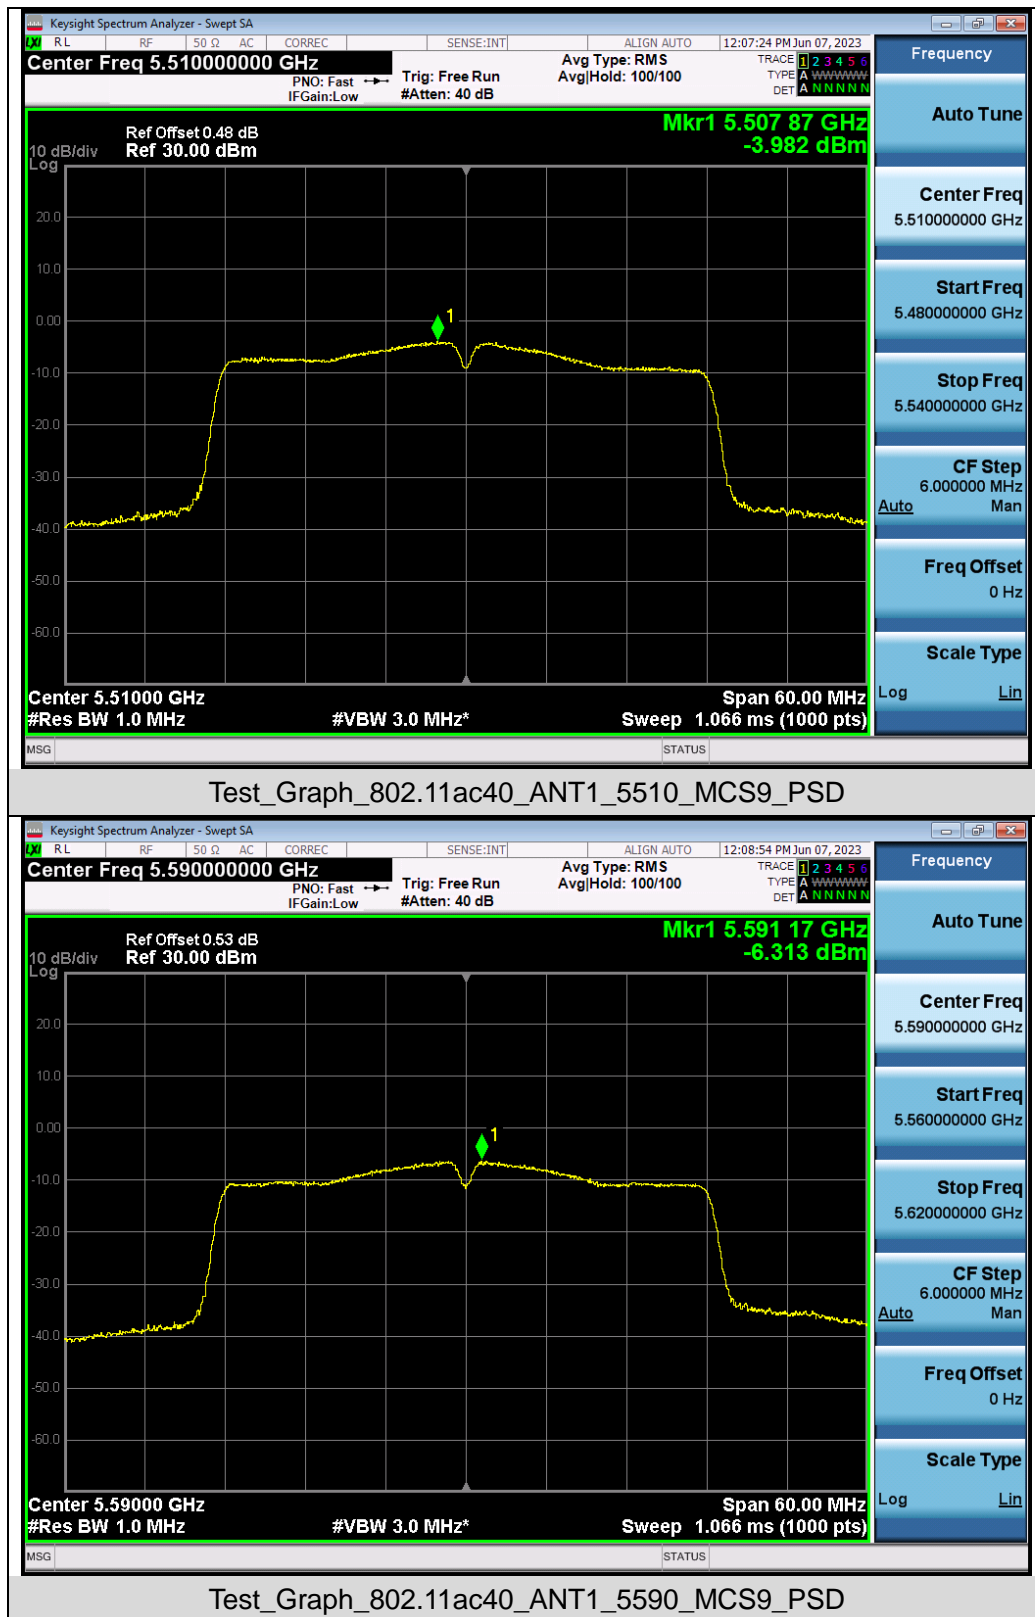 Keysight Spectrum Analyzer - Swept SA
LXI RL RF 50 Ω AC CORREC SENSE:INT ALIGN AUTO 12:07:24 PM Jun 07, 2023
Center Freq 5.510000000 GHz
PNO: Fast
IFGain:Low
Trig: Free Run
#Atten: 40 dB
Avg Type: RMS
Avg|Hold: 100/100
TRACE 1 2 3 4 5 6
TYPE A WWWWW
DET A N N N N N
Ref Offset 0.48 dB
Ref 30.00 dBm
10 dB/div
Log
Mkr1 5.507 87 GHz
-3.982 dBm
20.0
10.0
0.00
-10.0
-20.0
-30.0
-40.0
-50.0
-60.0
1
Center 5.51000 GHz
Span 60.00 MHz
#Res BW 1.0 MHz
#VBW 3.0 MHz*
Sweep 1.066 ms (1000 pts)
MSG
STATUS
Frequency
Auto Tune
Center Freq
5.510000000 GHz
Start Freq
5.480000000 GHz
Stop Freq
5.540000000 GHz
CF Step
6.000000 MHz
Auto Man
Freq Offset
0 Hz
Scale Type
Log Lin
Test_Graph_802.11ac40_ANT1_5510_MCS9_PSD
Keysight Spectrum Analyzer - Swept SA
LXI RL RF 50 Ω AC CORREC SENSE:INT ALIGN AUTO 12:08:54 PM Jun 07, 2023
Center Freq 5.590000000 GHz
PNO: Fast
IFGain:Low
Trig: Free Run
#Atten: 40 dB
Avg Type: RMS
Avg|Hold: 100/100
TRACE 1 2 3 4 5 6
TYPE A WWWWW
DET A N N N N N
Ref Offset 0.53 dB
Ref 30.00 dBm
10 dB/div
Log
Mkr1 5.591 17 GHz
-6.313 dBm
20.0
10.0
0.00
-10.0
-20.0
-30.0
-40.0
-50.0
-60.0
1
Center 5.59000 GHz
Span 60.00 MHz
#Res BW 1.0 MHz
#VBW 3.0 MHz*
Sweep 1.066 ms (1000 pts)
MSG
STATUS
Frequency
Auto Tune
Center Freq
5.590000000 GHz
Start Freq
5.560000000 GHz
Stop Freq
5.620000000 GHz
CF Step
6.000000 MHz
Auto Man
Freq Offset
0 Hz
Scale Type
Log Lin
Test_Graph_802.11ac40_ANT1_5590_MCS9_PSD